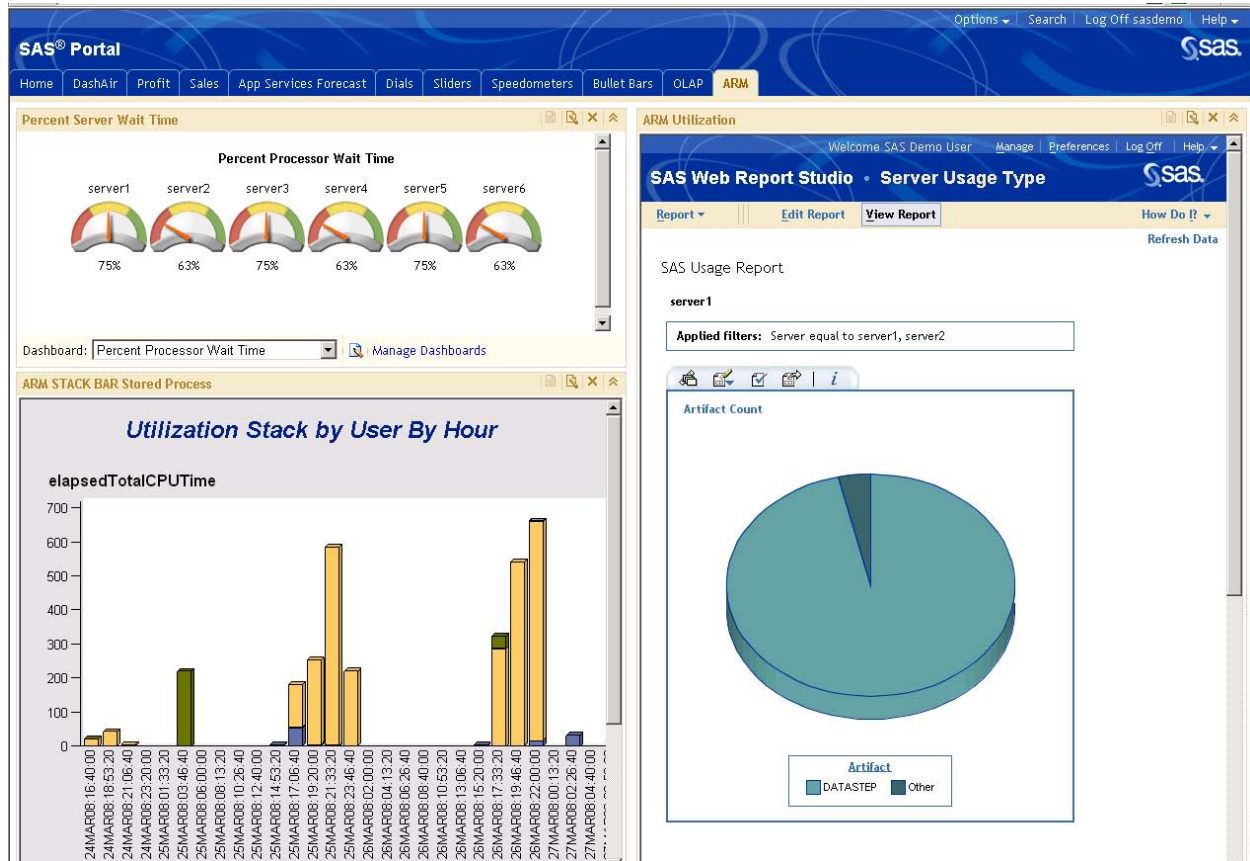 Options Search Log Off sasdemo Help
SAS® Portal
sas.
Home DashAir Profit Sales App Services Forecast Dials Sliders Speedometers Bullet Bars OLAP ARM
Percent Server Wait Time
Percent Processor Wait Time
server1 server2 server3 server4 server5 server6
75% 63% 75% 63% 75% 63%
Dashboard: Percent Processor Wait Time Manage Dashboards
ARM STACK BAR Stored Process
Utilization Stack by User By Hour
elapsedTotalCPUTime
700
600
500
400
300
200
100
0
24MAR08:16:40:00
24MAR08:18:53:20
24MAR08:21:06:40
24MAR08:23:20:00
25MAR08:01:33:20
25MAR08:03:46:40
25MAR08:06:00:00
25MAR08:08:13:20
25MAR08:10:26:40
25MAR08:12:40:00
25MAR08:14:53:20
25MAR08:17:06:40
25MAR08:19:20:00
25MAR08:21:33:20
25MAR08:23:46:40
26MAR08:02:00:00
26MAR08:04:13:20
26MAR08:06:26:40
26MAR08:08:40:00
26MAR08:10:53:20
26MAR08:13:06:40
26MAR08:15:20:00
26MAR08:17:33:20
26MAR08:19:46:40
26MAR08:22:00:00
27MAR08:00:13:20
27MAR08:02:26:40
27MAR08:04:40:00
ARM Utilization
Welcome SAS Demo User Manage Preferences Log Off Help
SAS Web Report Studio • Server Usage Type
sas.
Report Edit Report View Report How Do I?
Refresh Data
SAS Usage Report
server1
Applied filters: Server equal to server1, server2
Artifact Count
Artifact
DATASTEP Other